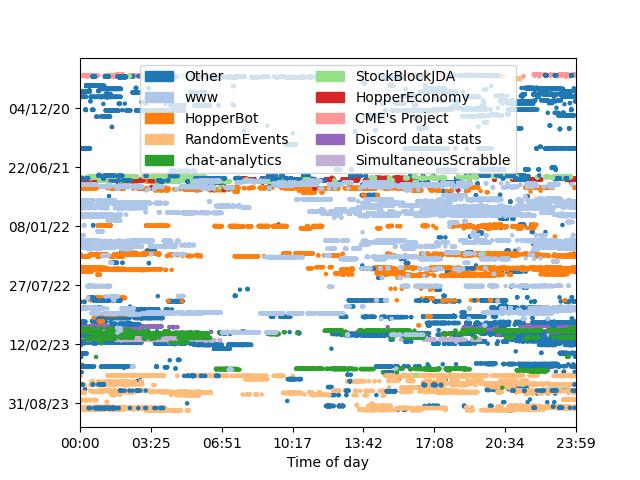 Other
www
HopperBot
RandomEvents
chat-analytics
StockBlockJDA
HopperEconomy
CME's Project
Discord data stats
SimultaneousScrabble
04/12/20
22/06/21
08/01/22
27/07/22
12/02/23
31/08/23
00:00 03:25 06:51 10:17 13:42 17:08 20:34 23:59
Time of day